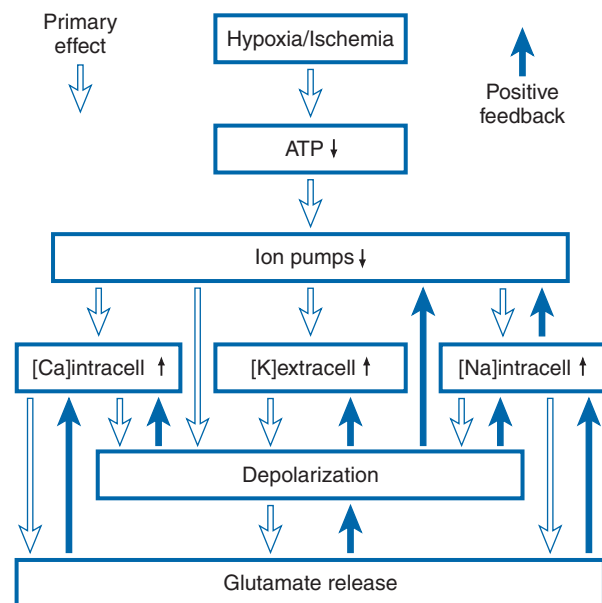 Primary
effect
Hypoxia/Ischemia
Positive
feedback
ATP ↓
Ion pumps ↓
[Ca]intracell ↑
[K]extracell ↑
[Na]intracell ↑
Depolarization
Glutamate release